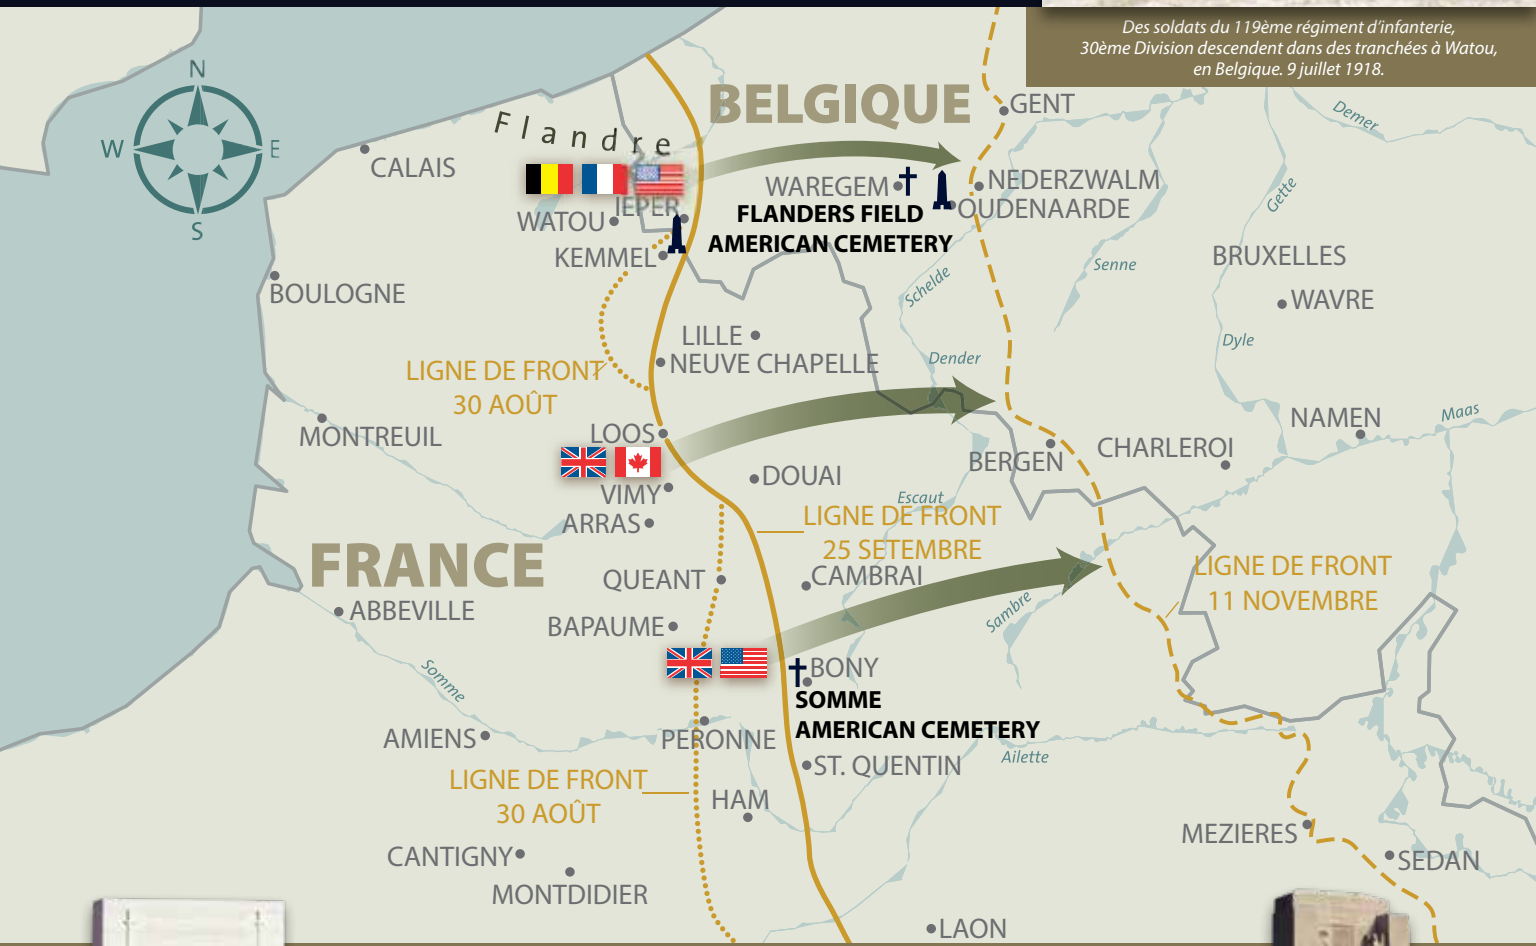 Des soldats du 119ème régiment d'infanterie,
30ème Division descendent dans des tranchées à Watou,
en Belgique. 9 juillet 1918.
N
W
E
S
BELGIQUE
Flandre
GENT
Demer
CALAIS
WAREGEM
NEDERZWALM
OUDENAARDE
Gette
IEPER
WATOU
FLANDERS FIELD
AMERICAN CEMETERY
KEMMEL
Schelde
Senne
BRUXELLES
WAVRE
BOULOGNE
LILLE
NEUVE CHAPELLE
Dender
Dyle
LIGNE DE FRONT
30 AOÛT
MONTREUIL
LOOS
NAMEN
Maas
BERGEN
CHARLEROI
DOUAI
VIMY
ARRAS
Escaut
LIGNE DE FRONT
25 SETEMBRE
FRANCE
QUEANT
CAMBRAI
LIGNE DE FRONT
11 NOVEMBRE
ABBEVILLE
BAPAUME
Sambre
Somme
BONY
SOMME
AMERICAN CEMETERY
AMIENS
PERONNE
ST. QUENTIN
Ailette
LIGNE DE FRONT
30 AOÛT
HAM
MEZIERES
CANTIGNY
SEDAN
MONTDIDIER
LAON